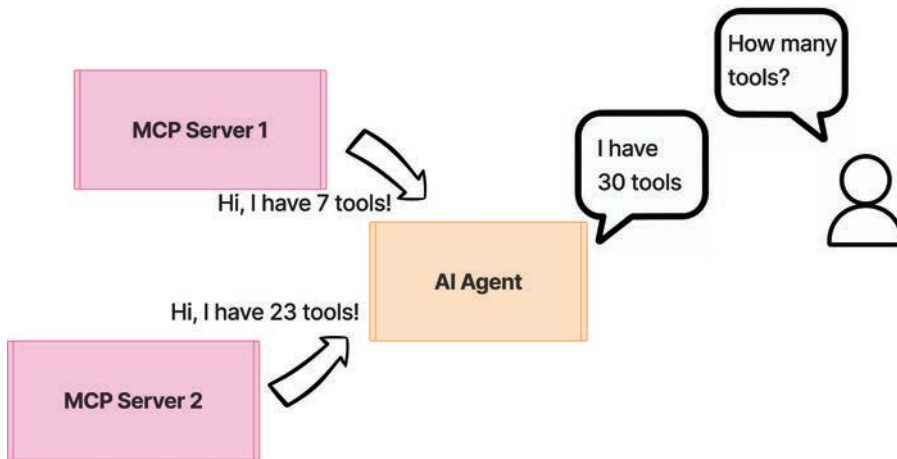 How many
tools?
MCP Server 1
I have
30 tools
Hi, I have 7 tools!
AI Agent
Hi, I have 23 tools!
MCP Server 2